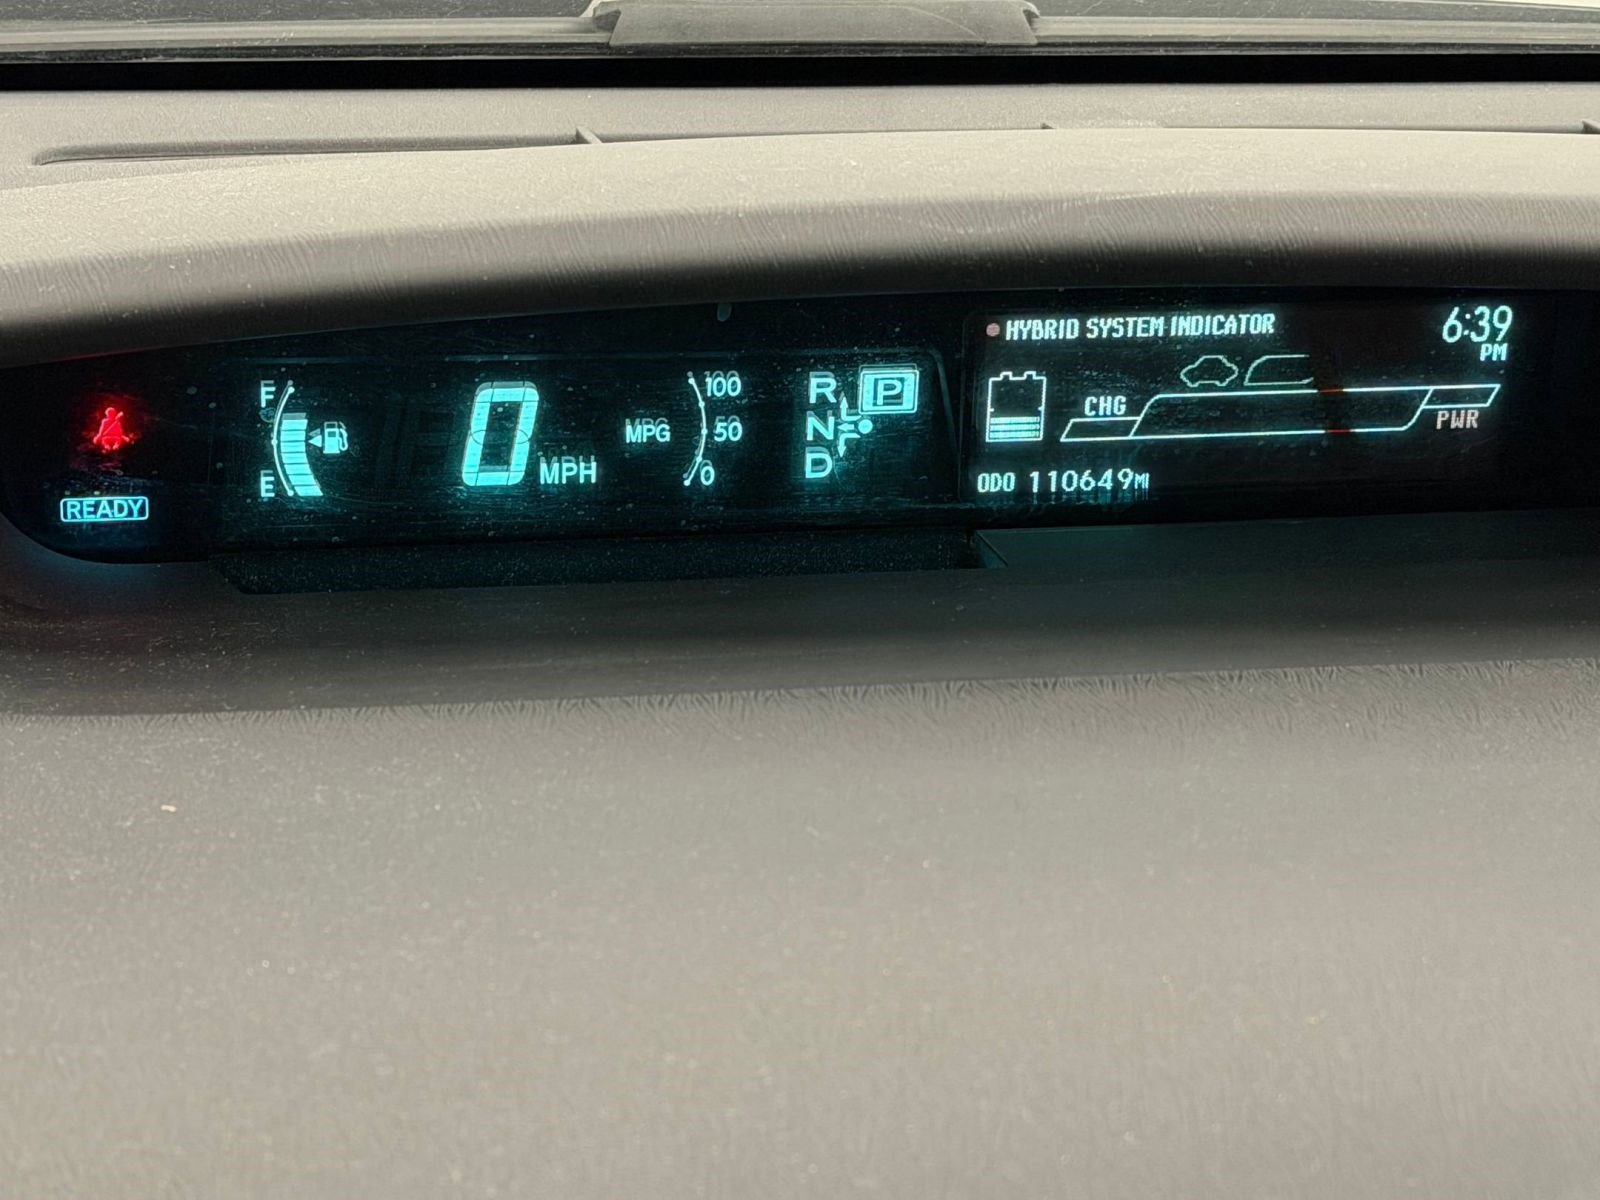 F
E
READY
0 MPH
MPG
100
50
0
R
N
D
P
HYBRID SYSTEM INDICATOR
6:39
PM
CHG
PWR
ODO 110649MI